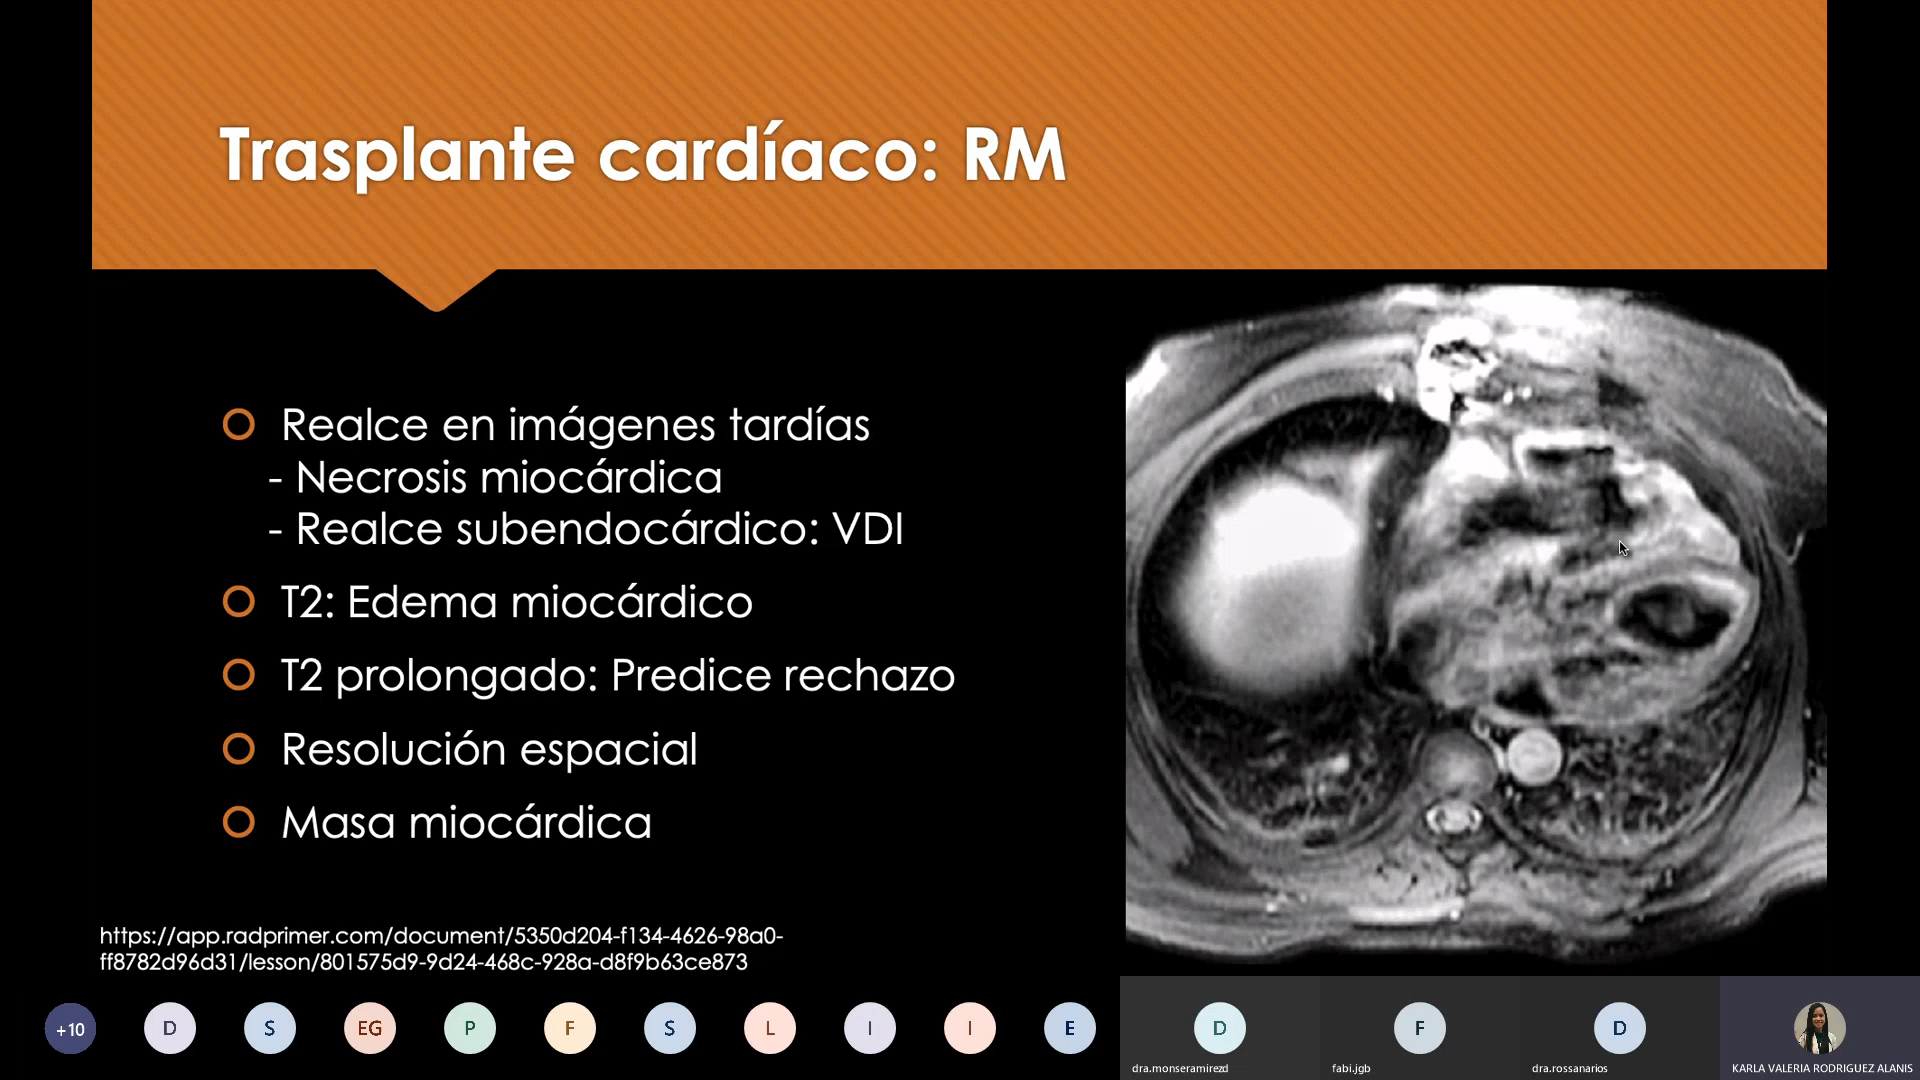 Trasplante cardíaco: RM
Realce en imágenes tardías
- Necrosis miocárdica
- Realce subendocárdico: VDI
T2: Edema miocárdico
T2 prolongado: Predice rechazo
Resolución espacial
Masa miocárdica
https://app.radprimer.com/document/5350d204-f134-4626-98a0-
ff8782d96d31/lesson/801575d9-9d24-468c-928a-d8f9b63ce873
+10
D
S
EG
P
F
S
L
I
I
E
D
F
D
dra.monseramirezd
fabi.jgb
dra.rossanarios
KARLA VALERIA RODRIGUEZ ALANIS